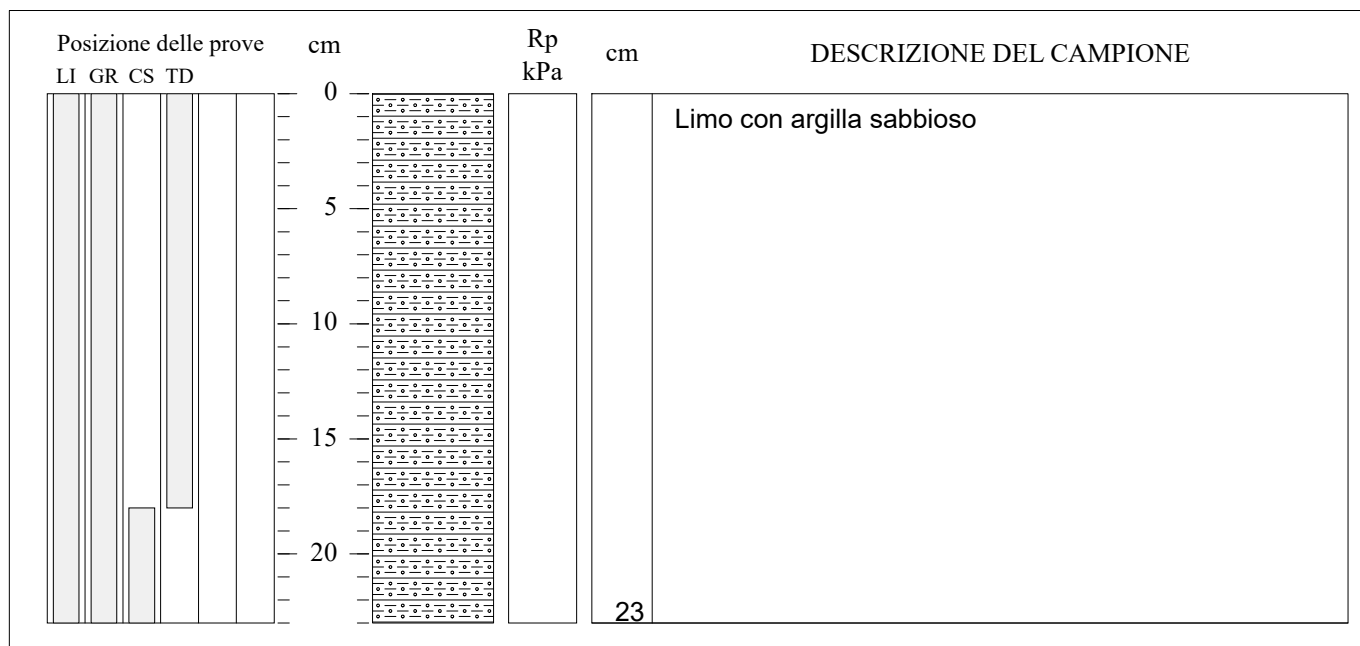 Posizione delle prove
LI GR CS TD
cm
Rp
kPa
cm
DESCRIZIONE DEL CAMPIONE
0
Limo con argilla sabbioso
5
10
15
20
23